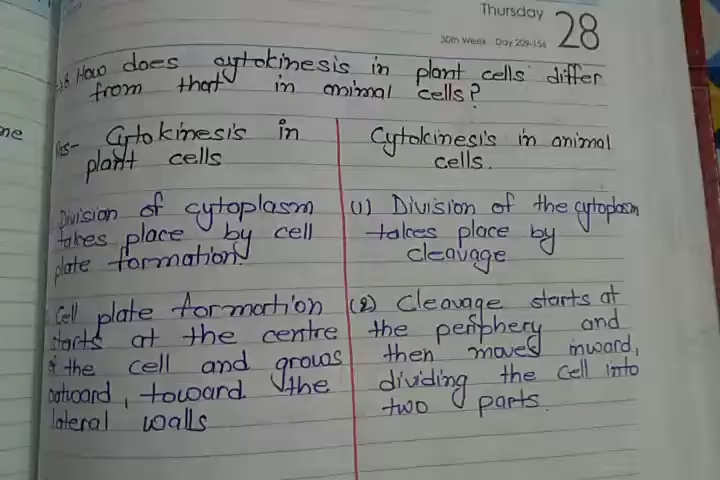 Thursday 28
30th Week Day 209-156
6. How does cytokinesis in plant cells differ
from that in animal cells?
Ans- Cytokinesis in
plant cells
Cytokinesis in animal
cells.
Division of cytoplasm
takes place by cell
plate formation.
(1) Division of the cytoplasm
takes place by
cleavage
Cell plate formation
starts at the centre
of the cell and grows
outward, toward the
lateral walls
(2) Cleavage starts at
the periphery and
then moves inward,
dividing the cell into
two parts.